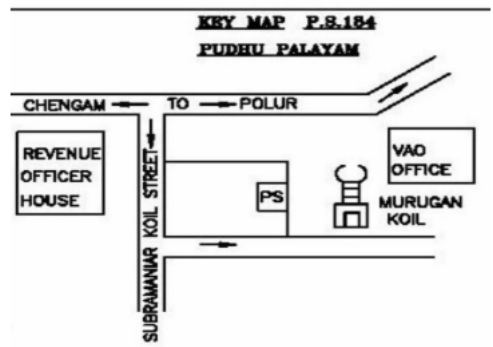 KEY MAP P.S.184
PUDHU PALAYAM
CHENGAM TO POLUR
REVENUE
OFFICER
HOUSE
SUBRAMANIAR KOIL STREET
PS
VAO
OFFICE
MURUGAN
KOIL